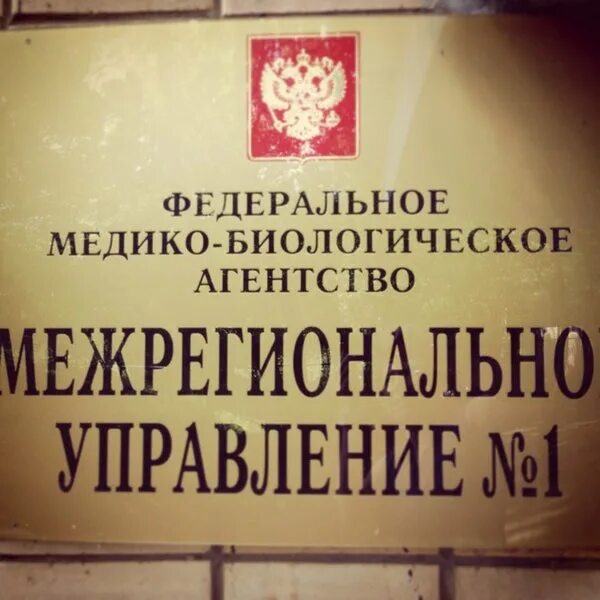 ФЕДЕРАЛЬНОЕ
МЕДИКО-БИОЛОГИЧЕСКОЕ
АГЕНТСТВО
МЕЖРЕГИОНАЛЬНО
УПРАВЛЕНИЕ №1